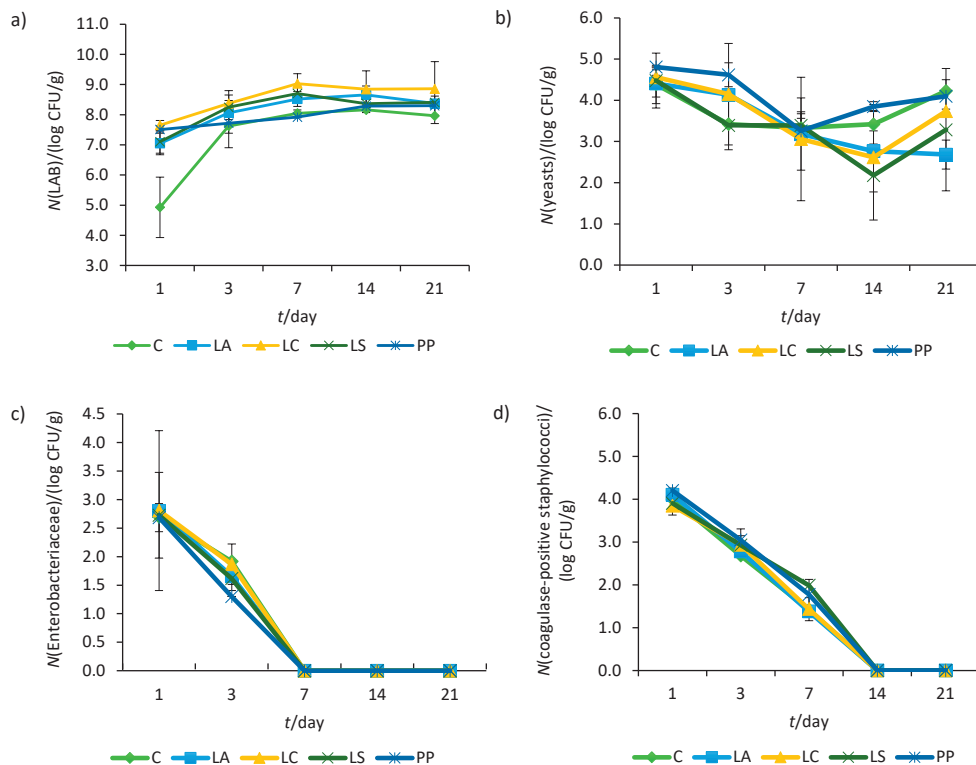 a)
N(LAB)/(log CFU/g)
11.0
10.0
9.0
8.0
7.0
6.0
5.0
4.0
3.0
1 3 7 14 21
t/day
C LA LC LS PP
b)
N(yeasts)/(log CFU/g)
6.0
5.0
4.0
3.0
2.0
1.0
0.0
1 3 7 14 21
t/day
C LA LC LS PP
c)
N(Enterobacteriaceae)/(log CFU/g)
4.5
4.0
3.5
3.0
2.5
2.0
1.5
1.0
0.5
0.0
1 3 7 14 21
t/day
C LA LC LS PP
d)
N(coagulase-positive staphylococci)/
(log CFU/g)
6.0
5.0
4.0
3.0
2.0
1.0
0.0
1 3 7 14 21
t/day
C LA LC LS PP